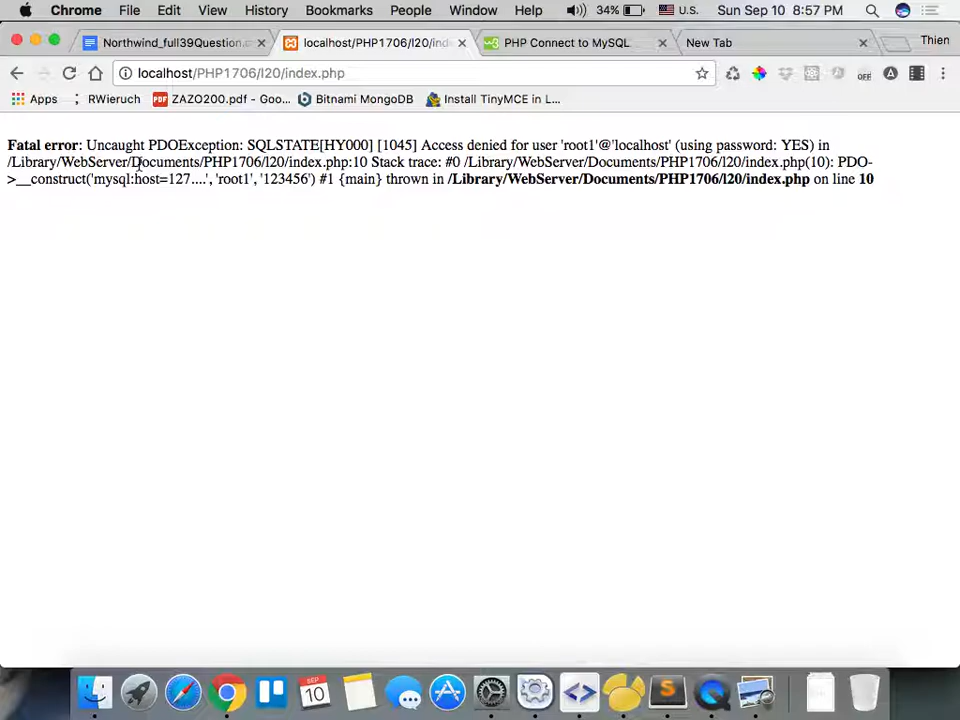 Chrome File Edit View History Bookmarks People Window Help 34% U.S. Sun Sep 10 8:57 PM
Northwind_full39Question. localhost/PHP1706/l20/ind PHP Connect to MySQL New Tab Thien
localhost/PHP1706/l20/index.php OFF
Apps RWieruch PDF ZAZO200.pdf - Goo... Bitnami MongoDB Install TinyMCE in L...
Fatal error: Uncaught PDOException: SQLSTATE[HY000] [1045] Access denied for user 'root1'@'localhost' (using password: YES) in
/Library/WebServer/Documents/PHP1706/l20/index.php:10 Stack trace: #0 /Library/WebServer/Documents/PHP1706/l20/index.php(10): PDO-
>__construct('mysql:host=127....', 'root1', '123456') #1 {main} thrown in /Library/WebServer/Documents/PHP1706/l20/index.php on line 10
SEP
10